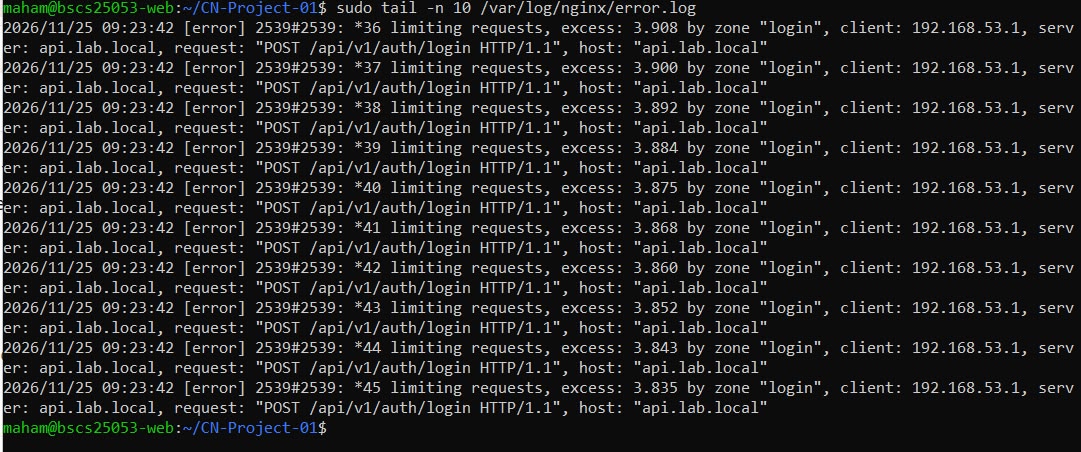 maham@bscs25053-web:~/CN-Project-01$ sudo tail -n 10 /var/log/nginx/error.log
2026/11/25 09:23:42 [error] 2539#2539: *36 limiting requests, excess: 3.908 by zone "login", client: 192.168.53.1, serv
er: api.lab.local, request: "POST /api/v1/auth/login HTTP/1.1", host: "api.lab.local"
2026/11/25 09:23:42 [error] 2539#2539: *37 limiting requests, excess: 3.900 by zone "login", client: 192.168.53.1, serv
er: api.lab.local, request: "POST /api/v1/auth/login HTTP/1.1", host: "api.lab.local"
2026/11/25 09:23:42 [error] 2539#2539: *38 limiting requests, excess: 3.892 by zone "login", client: 192.168.53.1, serv
er: api.lab.local, request: "POST /api/v1/auth/login HTTP/1.1", host: "api.lab.local"
2026/11/25 09:23:42 [error] 2539#2539: *39 limiting requests, excess: 3.884 by zone "login", client: 192.168.53.1, serv
er: api.lab.local, request: "POST /api/v1/auth/login HTTP/1.1", host: "api.lab.local"
2026/11/25 09:23:42 [error] 2539#2539: *40 limiting requests, excess: 3.875 by zone "login", client: 192.168.53.1, serv
er: api.lab.local, request: "POST /api/v1/auth/login HTTP/1.1", host: "api.lab.local"
2026/11/25 09:23:42 [error] 2539#2539: *41 limiting requests, excess: 3.868 by zone "login", client: 192.168.53.1, serv
er: api.lab.local, request: "POST /api/v1/auth/login HTTP/1.1", host: "api.lab.local"
2026/11/25 09:23:42 [error] 2539#2539: *42 limiting requests, excess: 3.860 by zone "login", client: 192.168.53.1, serv
er: api.lab.local, request: "POST /api/v1/auth/login HTTP/1.1", host: "api.lab.local"
2026/11/25 09:23:42 [error] 2539#2539: *43 limiting requests, excess: 3.852 by zone "login", client: 192.168.53.1, serv
er: api.lab.local, request: "POST /api/v1/auth/login HTTP/1.1", host: "api.lab.local"
2026/11/25 09:23:42 [error] 2539#2539: *44 limiting requests, excess: 3.843 by zone "login", client: 192.168.53.1, serv
er: api.lab.local, request: "POST /api/v1/auth/login HTTP/1.1", host: "api.lab.local"
2026/11/25 09:23:42 [error] 2539#2539: *45 limiting requests, excess: 3.835 by zone "login", client: 192.168.53.1, serv
er: api.lab.local, request: "POST /api/v1/auth/login HTTP/1.1", host: "api.lab.local"
maham@bscs25053-web:~/CN-Project-01$